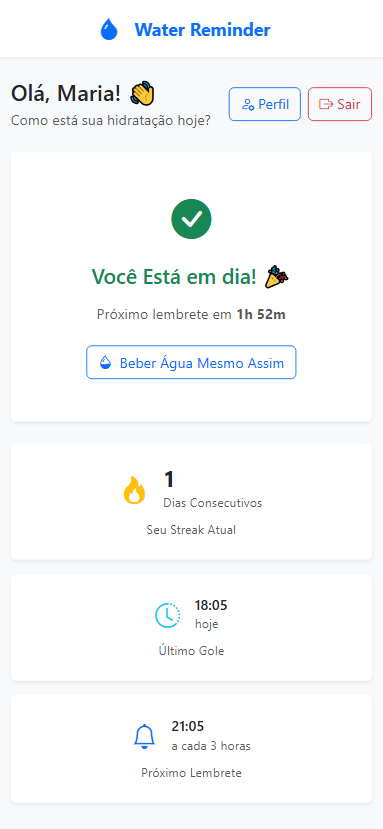 Water Reminder
Olá, Maria! 👋
Como está sua hidratação hoje?
Perfil
Sair
Você Está em dia! 🎉
Próximo lembrete em 1h 52m
Beber Água Mesmo Assim
1
Dias Consecutivos
Seu Streak Atual
18:05
hoje
Último Gole
21:05
a cada 3 horas
Próximo Lembrete